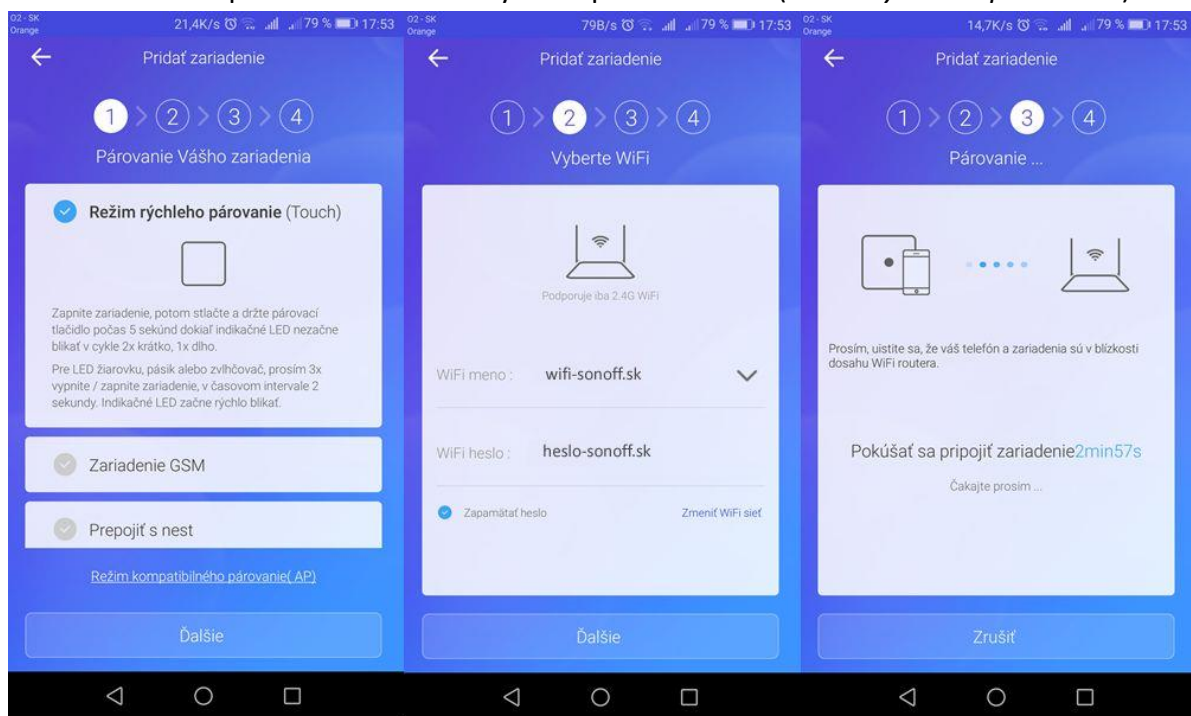 O2 - SK
Orange
21,4K/s 79 % 17:53
Pridať zariadenie
1 > 2 > 3 > 4
Párovanie Vášho zariadenia
Režim rýchleho párovanie (Touch)
Zapnite zariadenie, potom stlačte a držte párovací
tlačidlo počas 5 sekúnd dokiaľ indikačné LED nezačne
blikať v cykle 2x krátko, 1x dlho.
Pre LED žiarovku, pásik alebo zvlhčovač, prosím 3x
vypnite / zapnite zariadenie, v časovom intervale 2
sekundy. Indikačné LED začne rýchlo blikať.
Zariadenie GSM
Prepojiť s nest
Režim kompatibilného párovanie( AP)
Ďalšie
O2 - SK
Orange
79B/s 79 % 17:53
Pridať zariadenie
1 > 2 > 3 > 4
Vyberte WiFi
Podporuje iba 2.4G WiFi
WiFi meno : wifi-sonoff.sk
WiFi heslo : heslo-sonoff.sk
Zapamätať heslo Zmeniť WiFi sieť
Ďalšie
O2 - SK
Orange
14,7K/s 79 % 17:53
Pridať zariadenie
1 > 2 > 3 > 4
Párovanie ...
Prosím, uistite sa, že váš telefón a zariadenia sú v blízkosti
dosahu WiFi routera.
Pokúšať sa pripojiť zariadenie2min57s
Čakajte prosim ...
Zrušiť